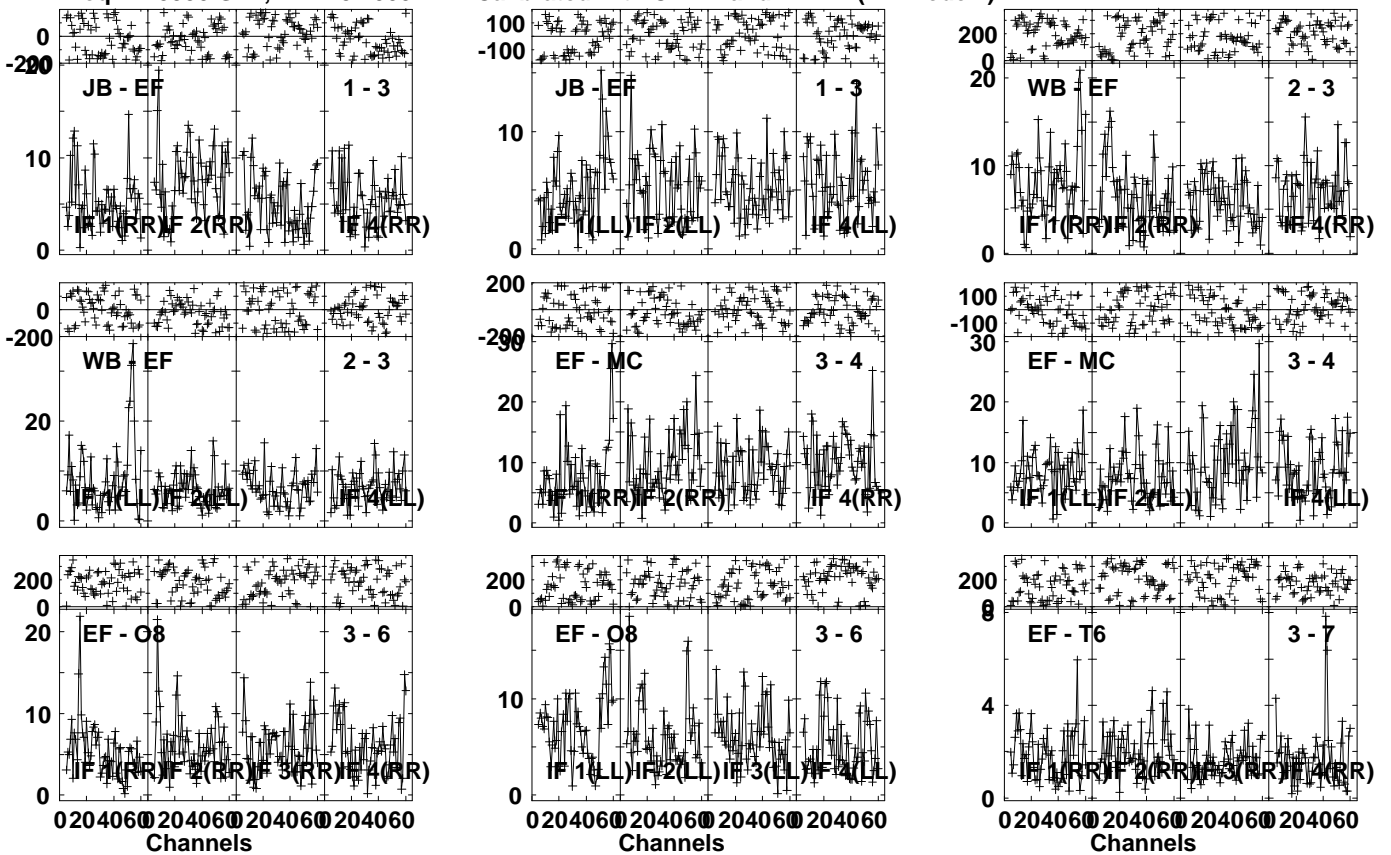 0
-200
100
-100
200
0
20
10
0
JB - EF
1 - 3
IF 1(RR)
IF 2(RR)
IF 4(RR)
10
0
JB - EF
1 - 3
IF 1(LL)
IF 2(LL)
IF 4(LL)
20
10
0
WB - EF
2 - 3
IF 1(RR)
IF 2(RR)
IF 4(RR)
0
-200
200
-200
100
-100
20
0
WB - EF
2 - 3
IF 1(LL)
IF 2(LL)
IF 4(LL)
30
20
10
0
EF - MC
3 - 4
IF 1(RR)
IF 2(RR)
IF 4(RR)
30
20
10
0
EF - MC
3 - 4
IF 1(LL)
IF 2(LL)
IF 4(LL)
200
0
200
0
20
10
0
EF - O8
3 - 6
IF 1(RR)
IF 2(RR)
IF 3(RR)
IF 4(RR)
10
0
EF - O8
3 - 6
IF 1(LL)
IF 2(LL)
IF 3(LL)
IF 4(LL)
8
4
0
EF - T6
3 - 7
IF 1(RR)
IF 2(RR)
IF 3(RR)
IF 4(RR)
0 20 40 60 0 20 40 60 0 20 40 60 0 20 40 60
Channels
0 20 40 60 0 20 40 60 0 20 40 60 0 20 40 60
Channels
0 20 40 60 0 20 40 60 0 20 40 60 0 20 40 60
Channels